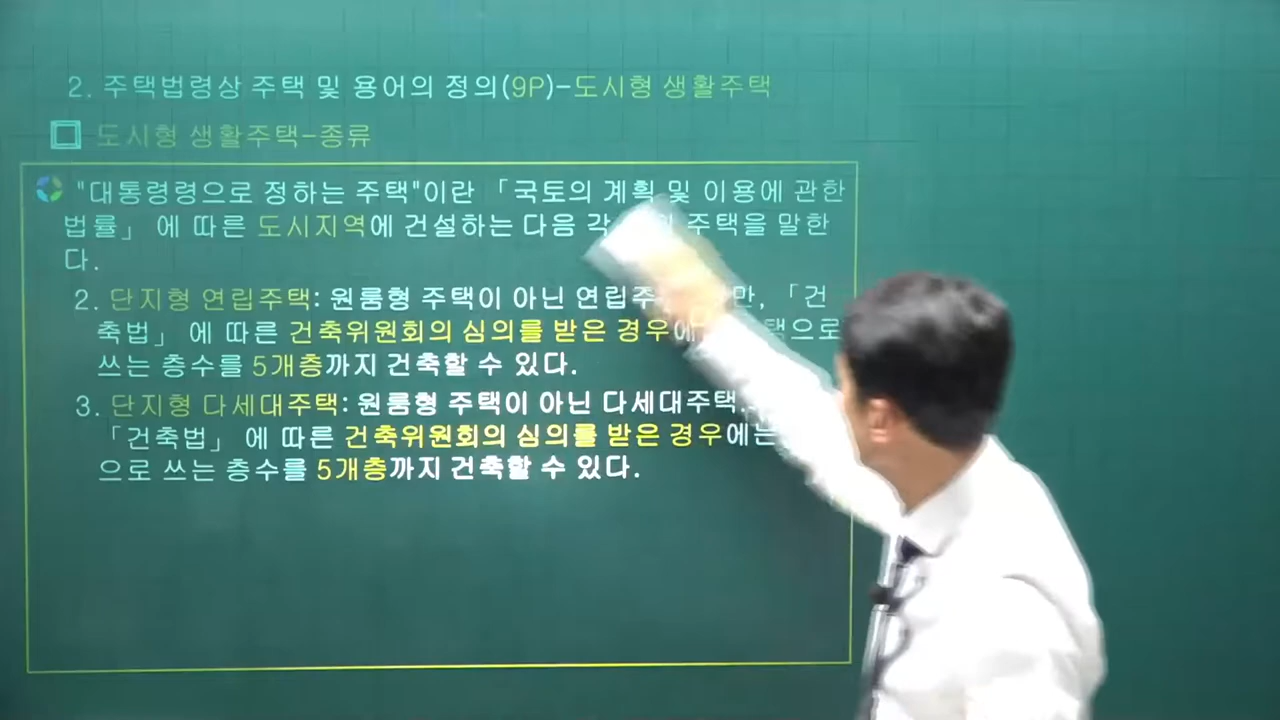 2. 주택법령상 주택 및 용어의 정의(9P)-도시형 생활주택
도시형 생활주택-종류
"대통령령으로 정하는 주택"이란 「국토의 계획 및 이용에 관한
법률」 에 따른 도시지역에 건설하는 다음 각 주택을 말한
다.
2. 단지형 연립주택: 원룸형 주택이 아닌 연립주 「건
축법」 에 따른 건축위원회의 심의를 받은 경우에 으로
쓰는 층수를 5개층까지 건축할 수 있다.
3. 단지형 다세대주택: 원룸형 주택이 아닌 다세대주택.
「건축법」 에 따른 건축위원회의 심의를 받은 경우에는
으로 쓰는 층수를 5개층까지 건축할 수 있다.